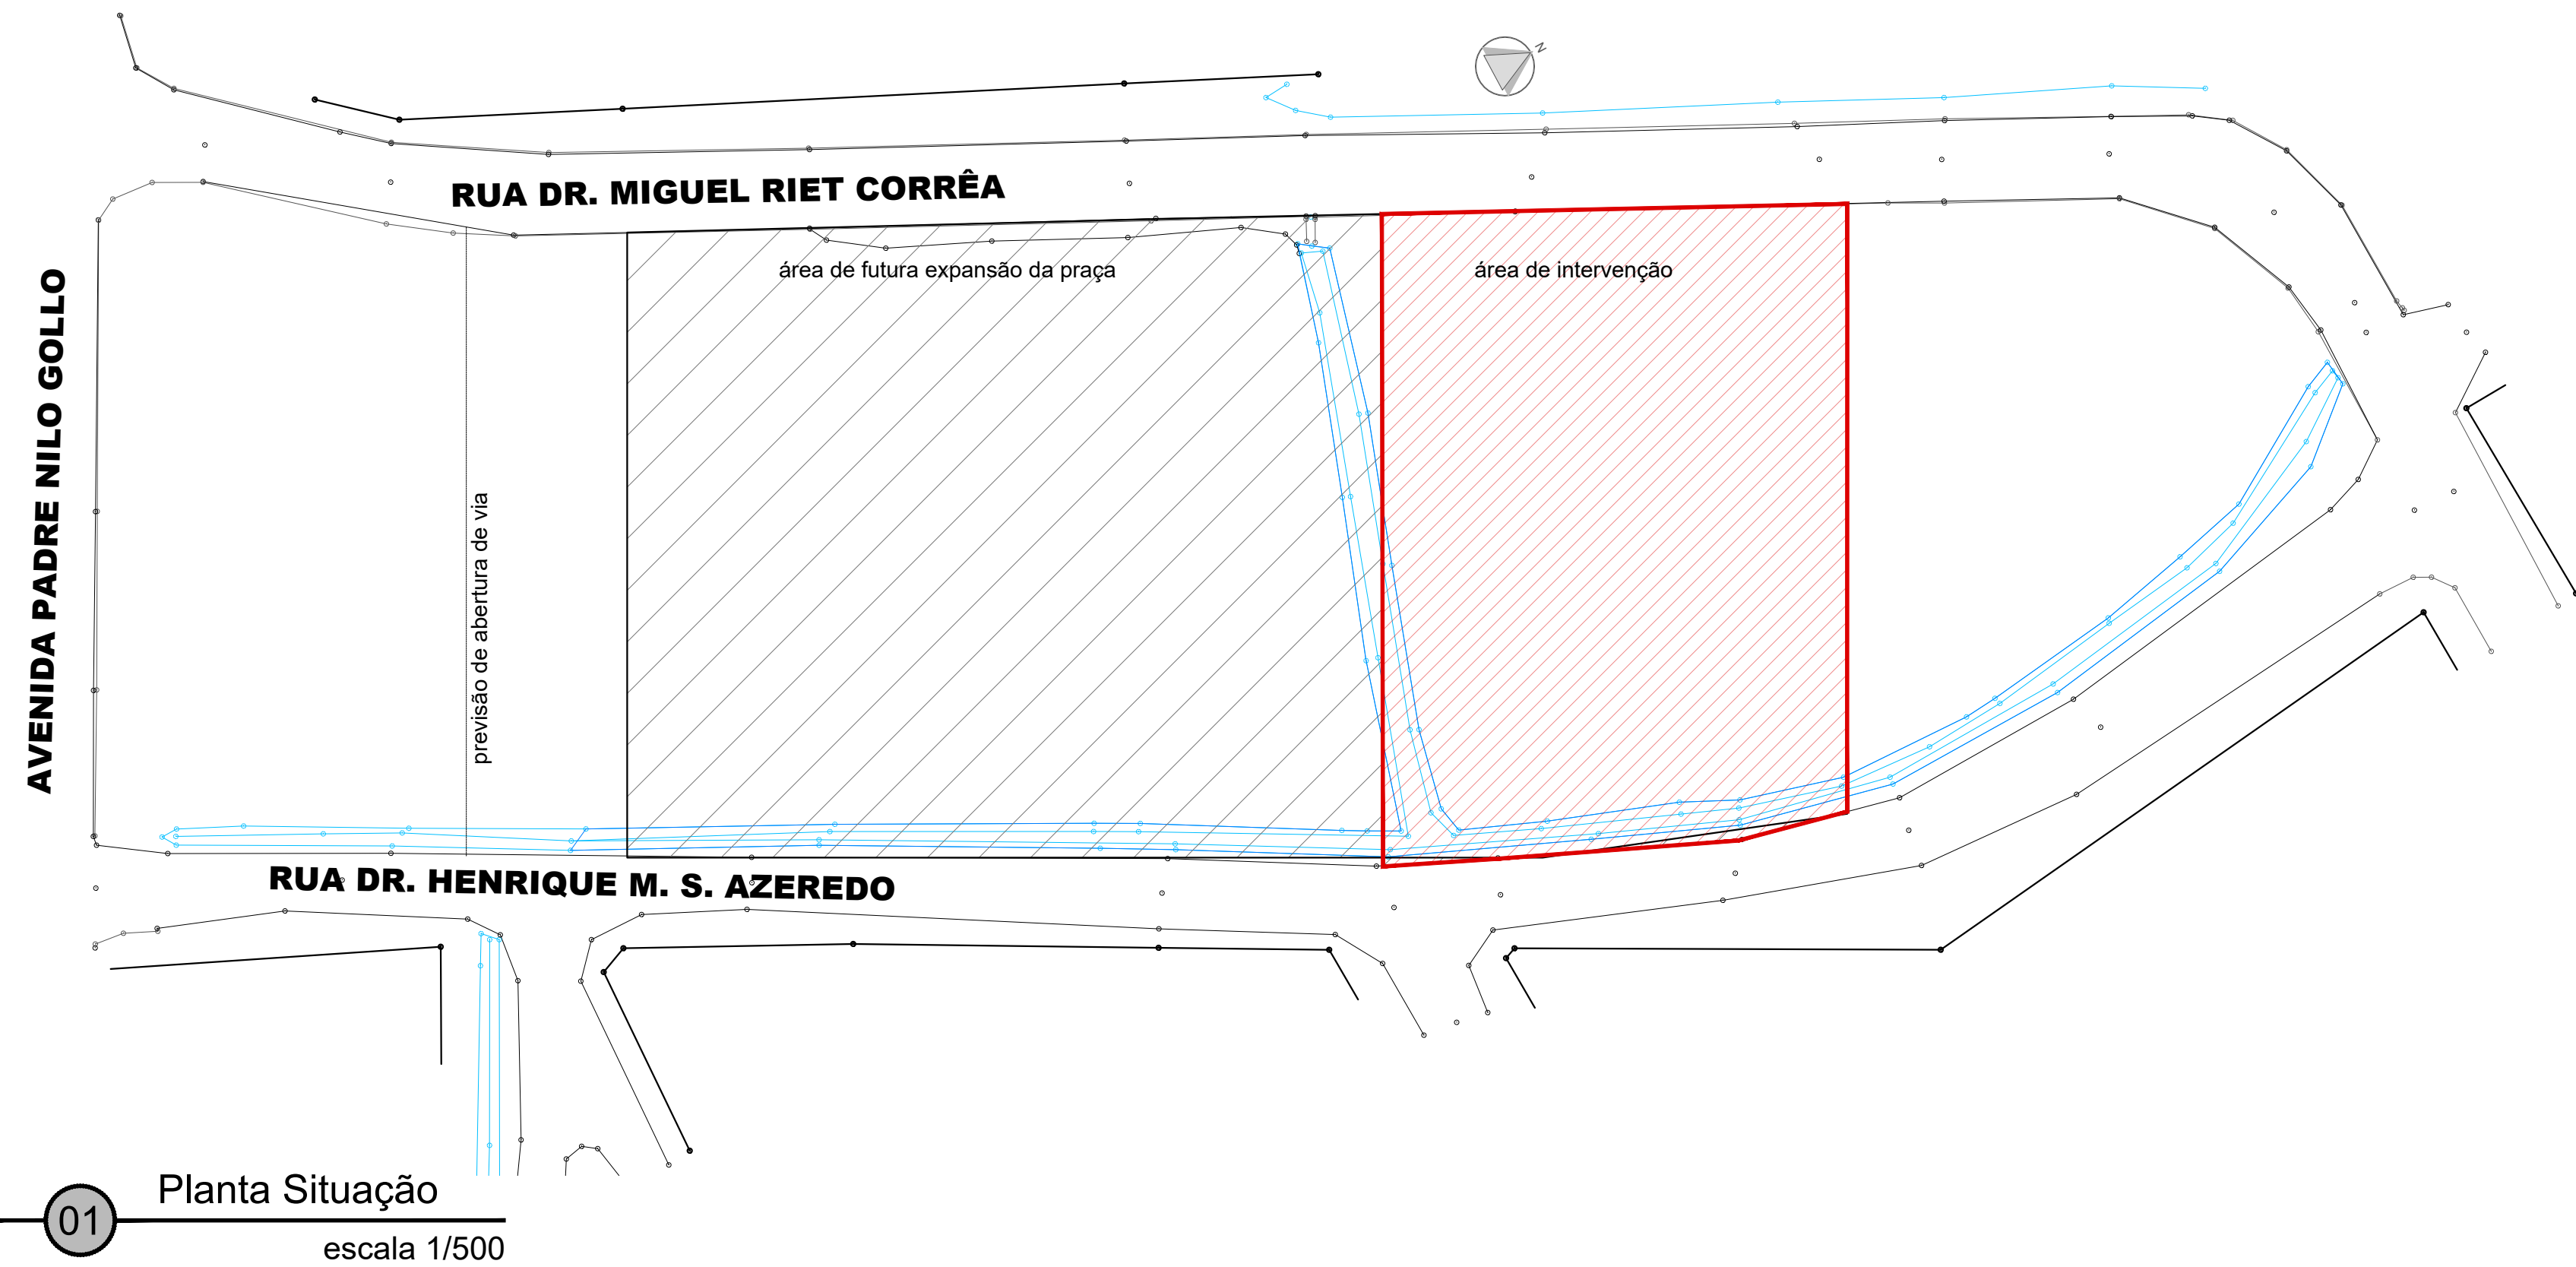 N
RUA DR. MIGUEL RIET CORRÊA
área de futura expansão da praça
área de intervenção
AVENIDA PADRE NILO GOLLO
previsão de abertura de via
RUA DR. HENRIQUE M. S. AZEREDO
Planta Situação
01
escala 1/500